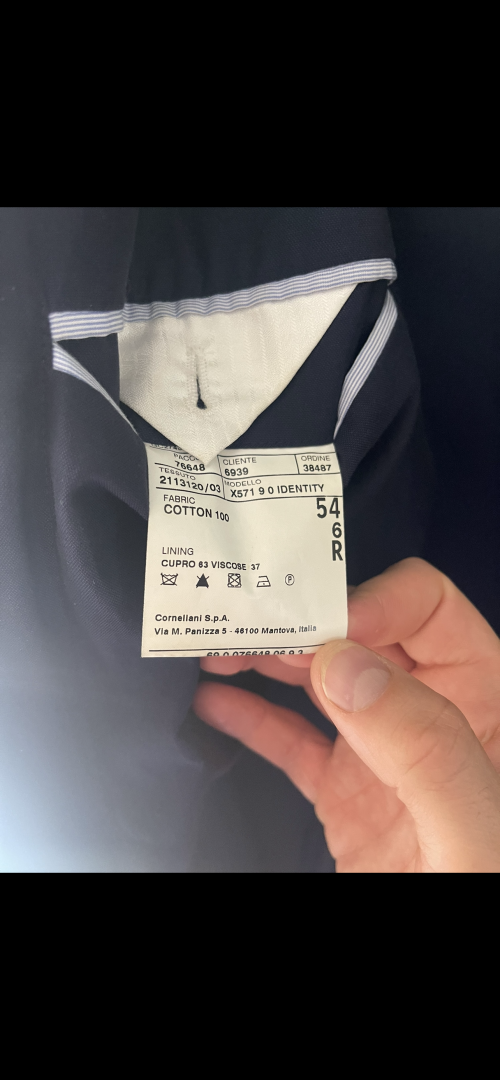 PACCO CLIENTE ORDINE
76648 6939 38487
TESSUTO MODELLO
2113120/03 X571 9 0 IDENTITY
FABRIC 54
COTTON 100 6
R
LINING
CUPRO 63 VISCOSE 37
P
Corneliani S.p.A.
Via M. Panizza 5 - 46100 Mantova, Italia